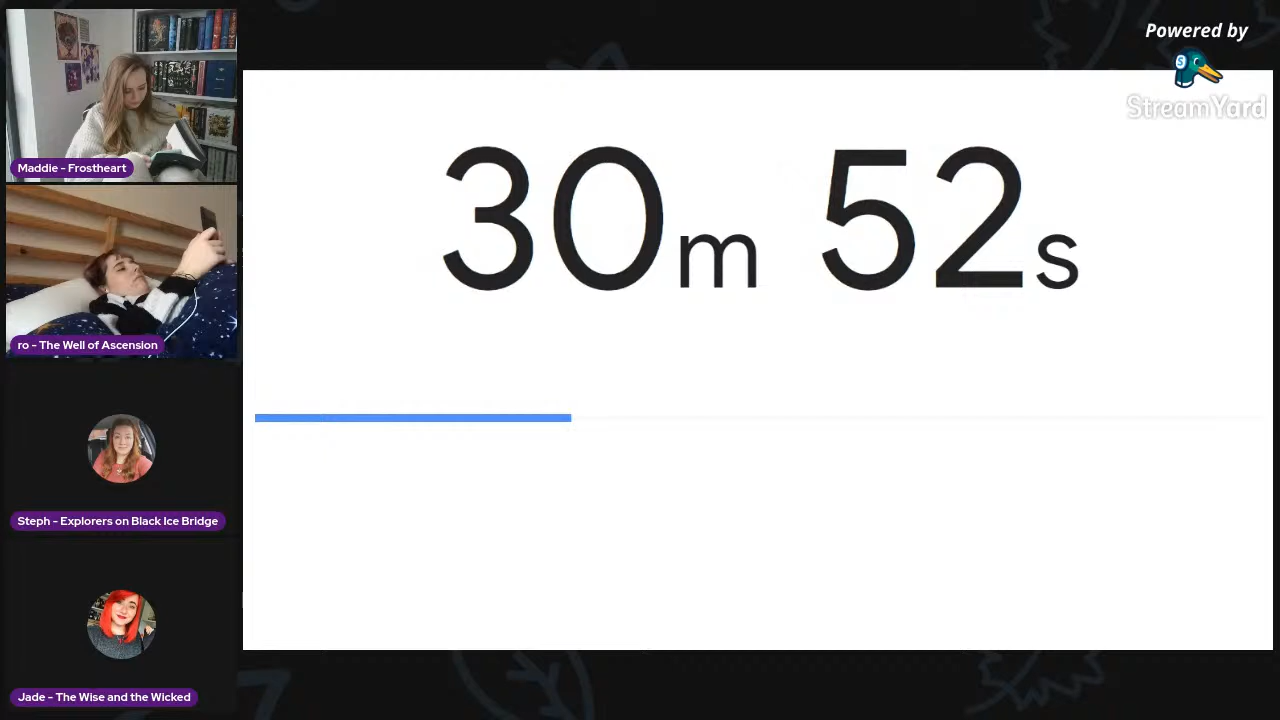 Powered by
StreamYard
30m 52s
Maddie - Frostheart
ro - The Well of Ascension
Steph - Explorers on Black Ice Bridge
Jade - The Wise and the Wicked